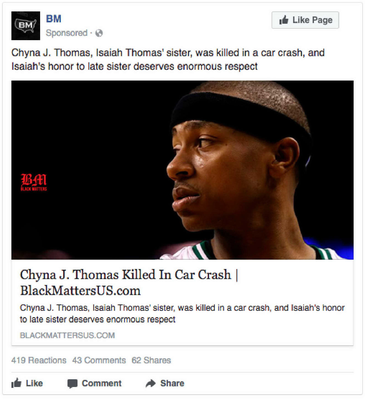 BM
BM
Like Page
Sponsored ·
Chyna J. Thomas, Isaiah Thomas' sister, was killed in a car crash, and
Isaiah's honor to late sister deserves enormous respect
BM
BLACK MATTERS
Chyna J. Thomas Killed In Car Crash |
BlackMattersUS.com
Chyna J. Thomas, Isaiah Thomas' sister, was killed in a car crash, and Isaiah's honor
to late sister deserves enormous respect
BLACKMATTERSUS.COM
419 Reactions 43 Comments 62 Shares
Like Comment Share